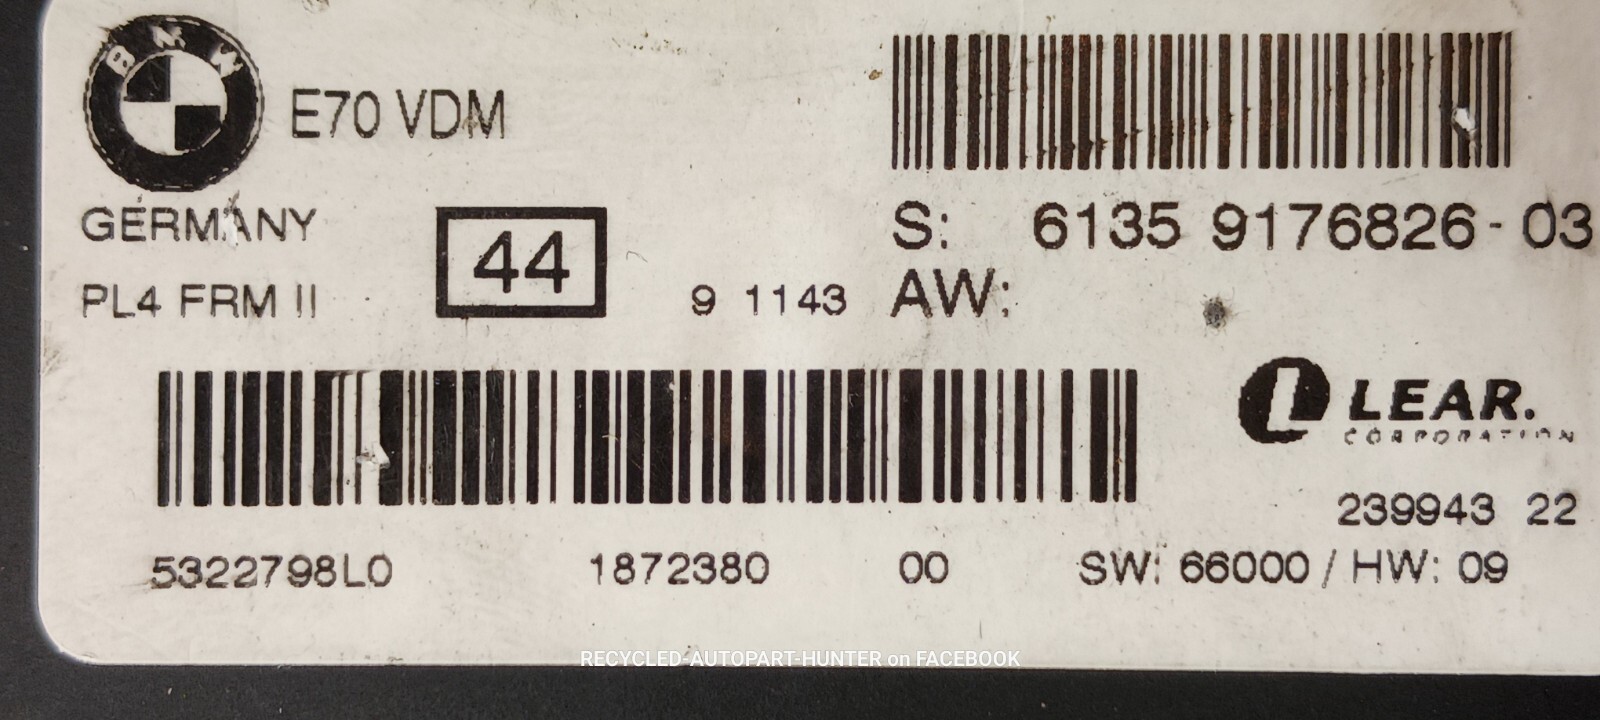 BMW
E70 VDM
GERMANY
PL4 FRM II
44
9 1143
S: 6135 9176826-03
AW:
LEAR.
CORPORATION
239943 22
5322798L0 1872380 00 SW: 66000 / HW: 09
RECYCLED-AUTOPART-HUNTER on FACEBOOK